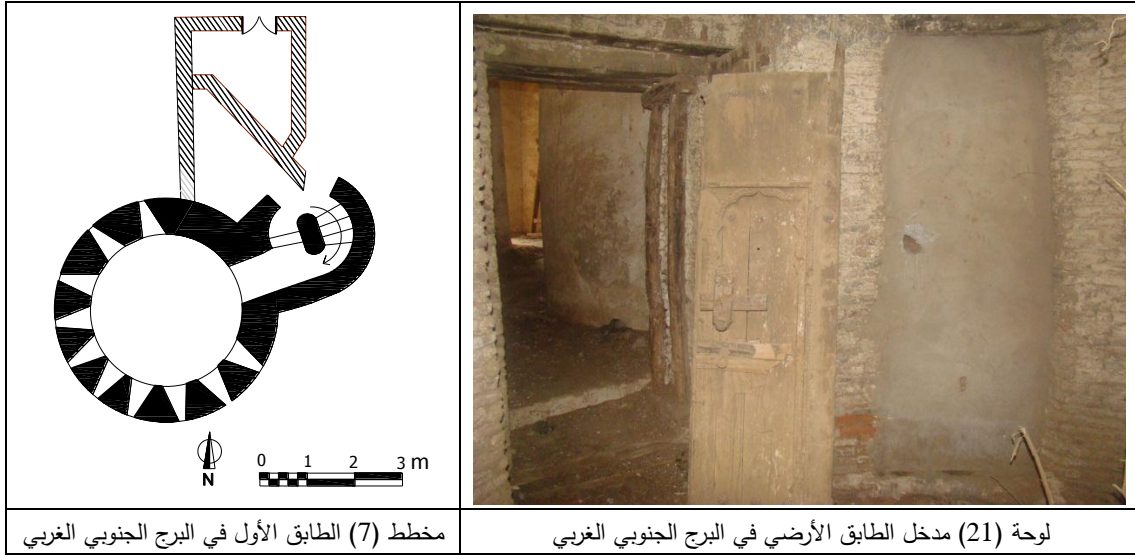 0 1 2 3 m
N
مخطط (7) الطابق الأول في البرج الجنوبي الغربي
لوحة (21) مدخل الطابق الأرضي في البرج الجنوبي الغربي